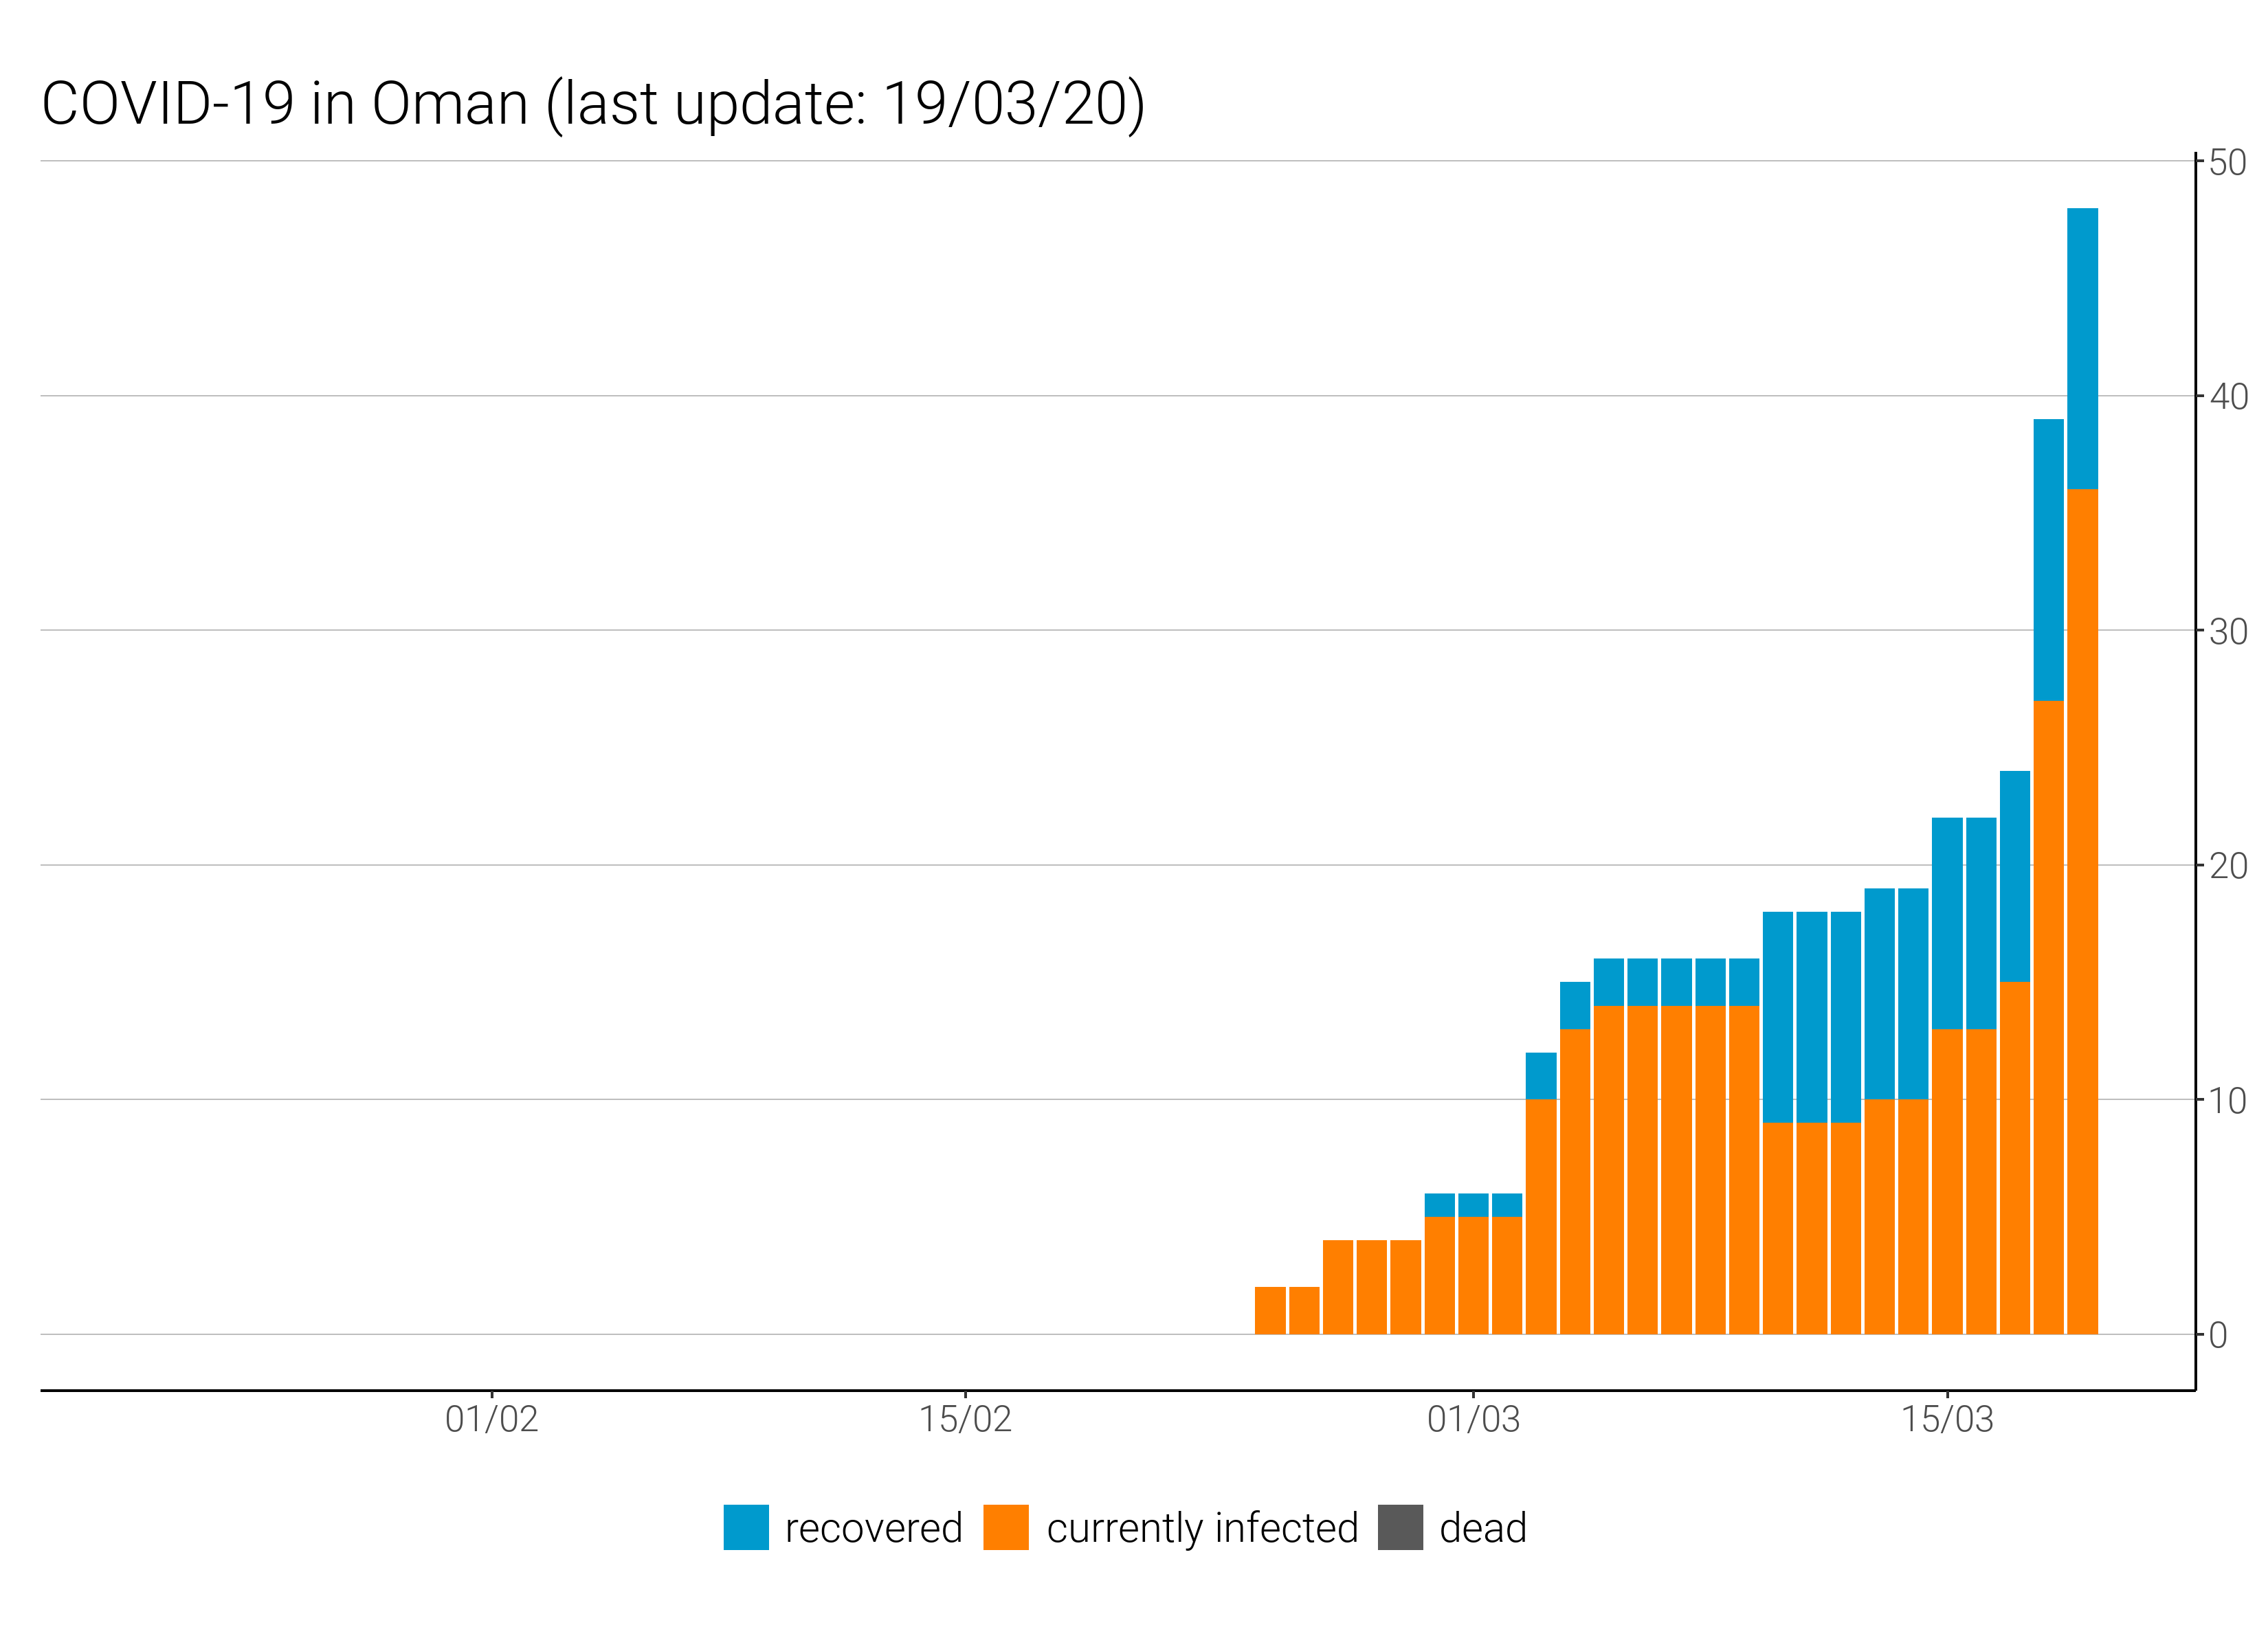 COVID-19 in Oman (last update: 19/03/20)
50
40
30
20
10
0
01/02 15/02 01/03 15/03
recovered currently infected dead